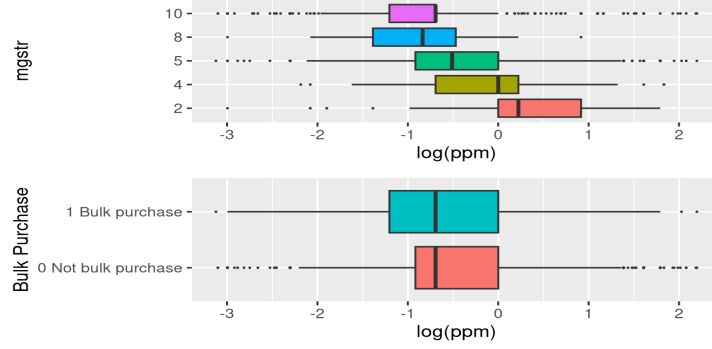 mgstr
10
8
5
4
2
-3 -2 -1 0 1 2
log(ppm)
Bulk Purchase
1 Bulk purchase
0 Not bulk purchase
-3 -2 -1 0 1 2
log(ppm)